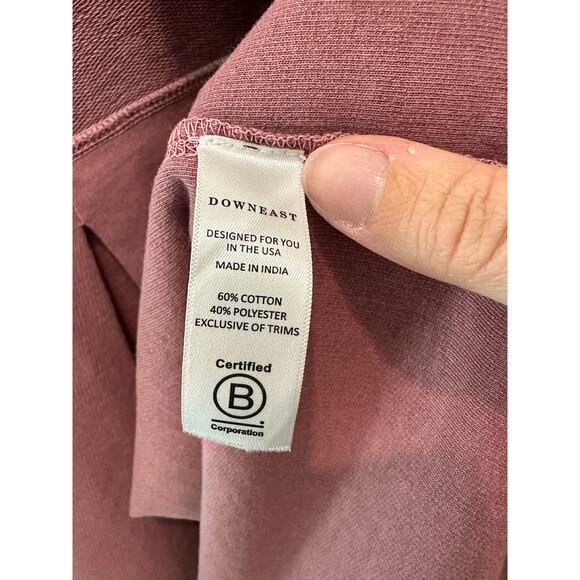 DOWNEAST
DESIGNED FOR YOU
IN THE USA
MADE IN INDIA
60% COTTON
40% POLYESTER
EXCLUSIVE OF TRIMS
Certified
B
Corporation